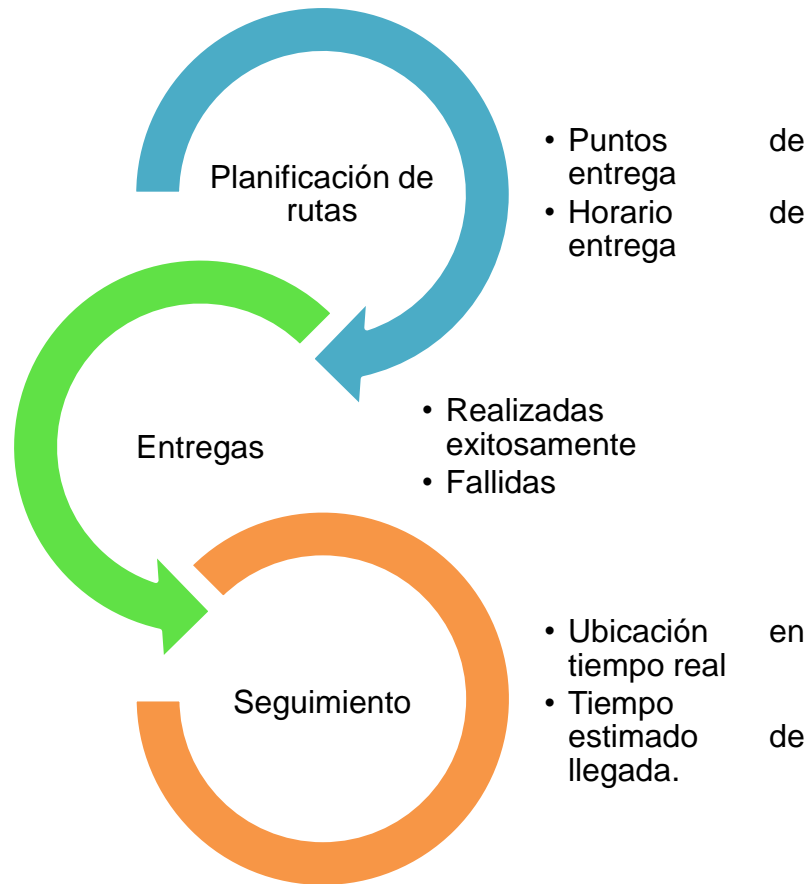 Planificación de
rutas
• Puntos de
entrega
• Horario de
entrega
Entregas
• Realizadas
exitosamente
• Fallidas
Seguimiento
• Ubicación en
tiempo real
• Tiempo
estimado de
llegada.